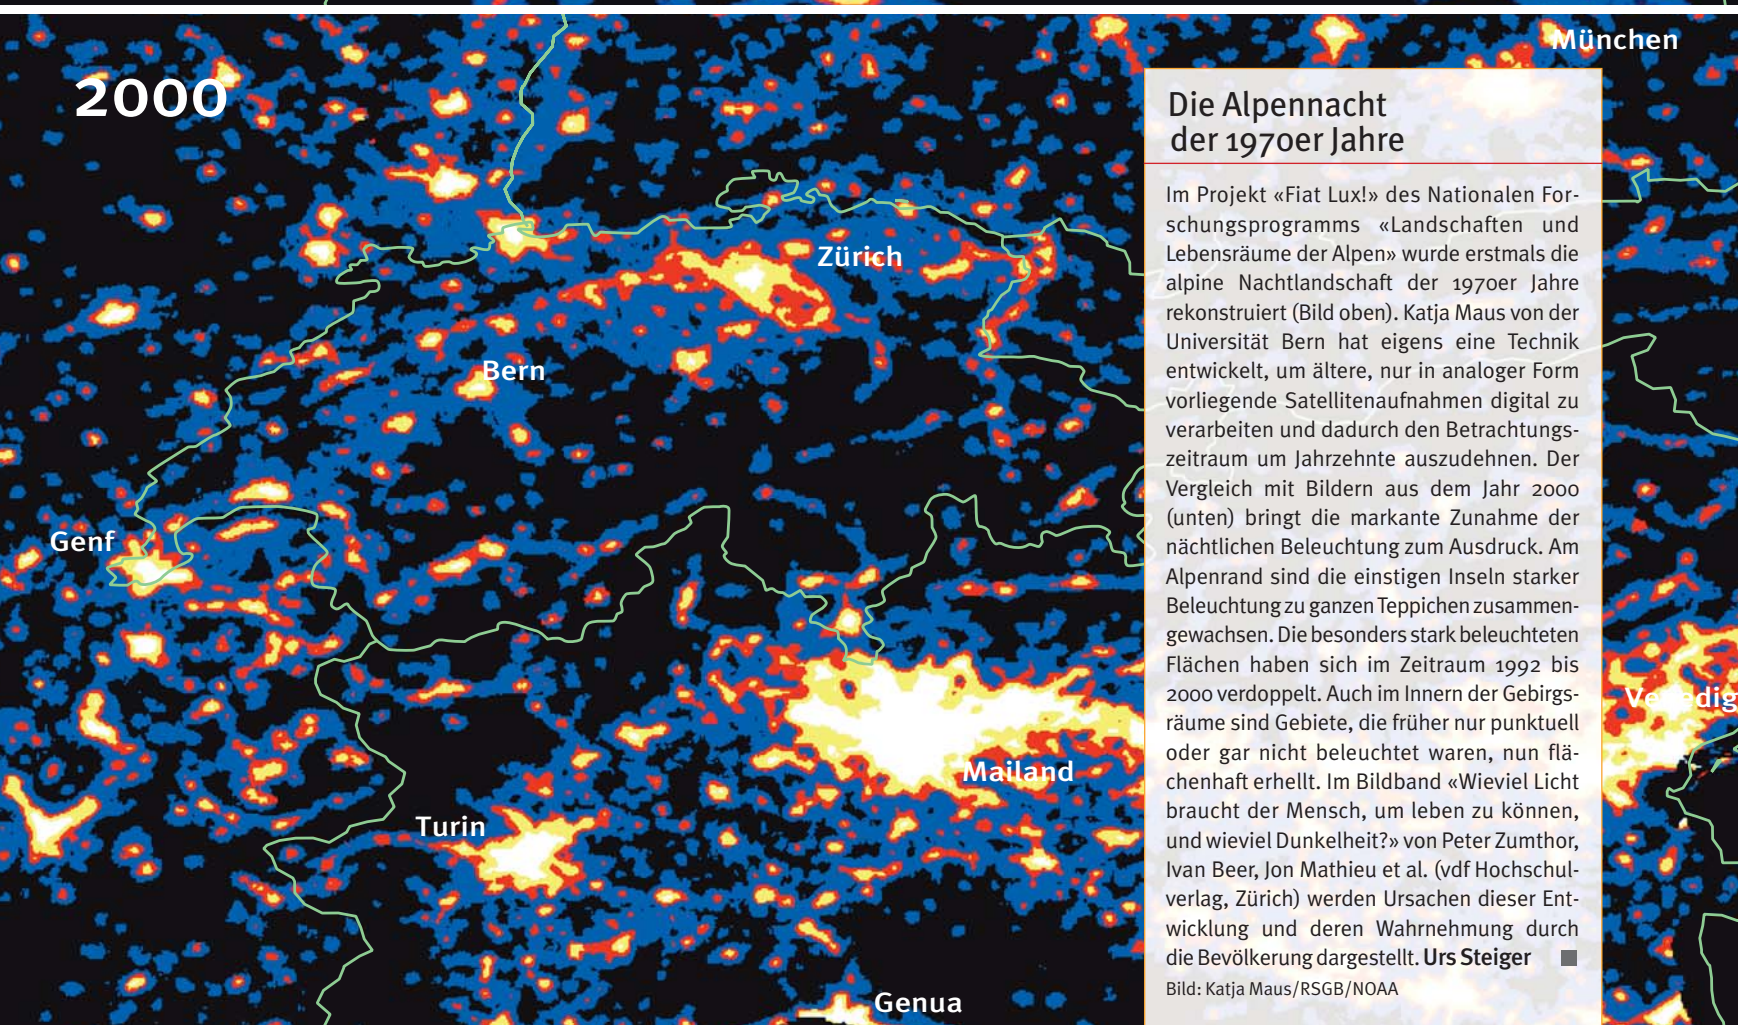 2000
München
Zürich
Bern
Genf
Mailand
Turin
Genua
Venedig
Die Alpennacht
der 1970er Jahre
Im Projekt «Fiat Lux!» des Nationalen For-
schungsprogramms «Landschaften und
Lebensräume der Alpen» wurde erstmals die
alpine Nachtlandschaft der 1970er Jahre
rekonstruiert (Bild oben). Katja Maus von der
Universität Bern hat eigens eine Technik
entwickelt, um ältere, nur in analoger Form
vorliegende Satellitenaufnahmen digital zu
verarbeiten und dadurch den Betrachtungs-
zeitraum um Jahrzehnte auszudehnen. Der
Vergleich mit Bildern aus dem Jahr 2000
(unten) bringt die markante Zunahme der
nächtlichen Beleuchtung zum Ausdruck. Am
Alpenrand sind die einstigen Inseln starker
Beleuchtung zu ganzen Teppichen zusammen-
gewachsen. Die besonders stark beleuchteten
Flächen haben sich im Zeitraum 1992 bis
2000 verdoppelt. Auch im Innern der Gebirgs-
räume sind Gebiete, die früher nur punktuell
oder gar nicht beleuchtet waren, nun flä-
chenhaft erhellt. Im Bildband «Wieviel Licht
braucht der Mensch, um leben zu können,
und wieviel Dunkelheit?» von Peter Zumthor,
Ivan Beer, Jon Mathieu et al. (vdf Hochschul-
verlag, Zürich) werden Ursachen dieser Ent-
wicklung und deren Wahrnehmung durch
die Bevölkerung dargestellt. Urs Steiger
Bild: Katja Maus/RSGB/NOAA